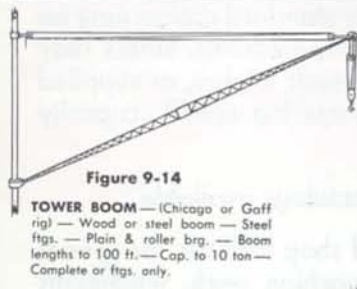 Figure 9-14
TOWER BOOM — (Chicago or Gaff
rig) — Wood or steel boom — Steel
ftgs. — Plain & roller brg. — Boom
lengths to 100 ft. — Cap. to 10 ton —
Complete or ftgs. only.